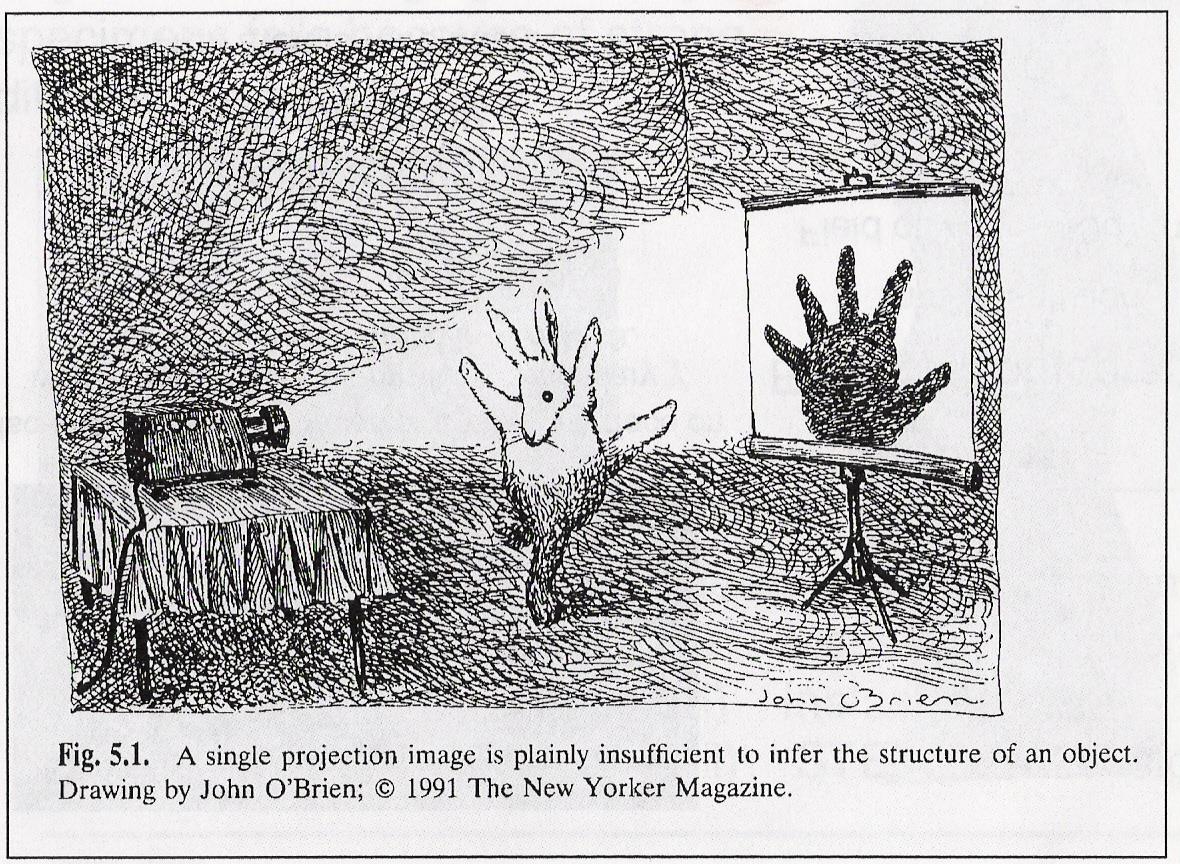 John O'Brien
Fig. 5.1. A single projection image is plainly insufficient to infer the structure of an object.
Drawing by John O'Brien; © 1991 The New Yorker Magazine.